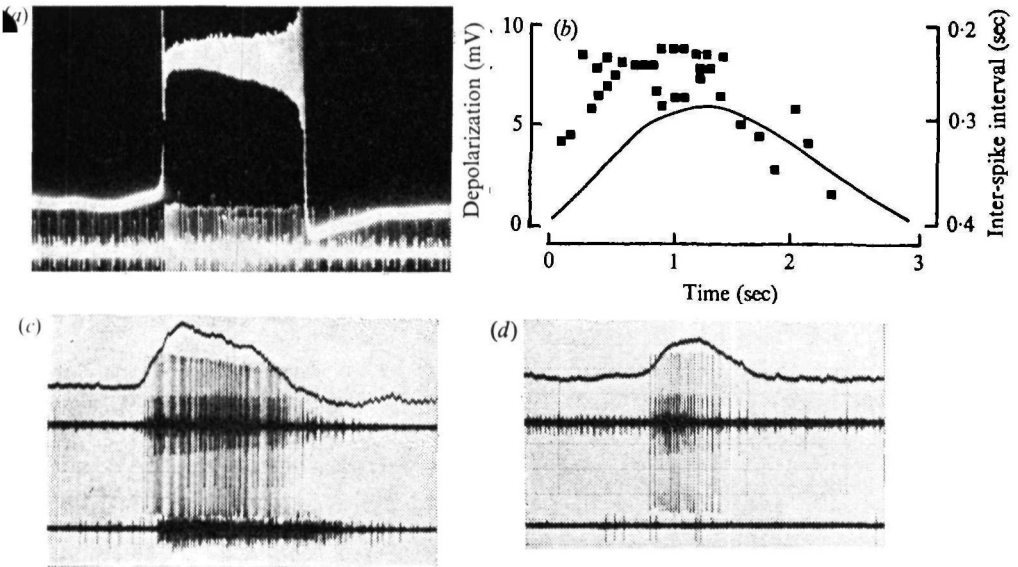 (a)
(b)
Depolarization (mV)
10
5
0
0·2
0·3
0·4
Inter-spike interval (sec)
0
1
2
3
Time (sec)
(c)
(d)